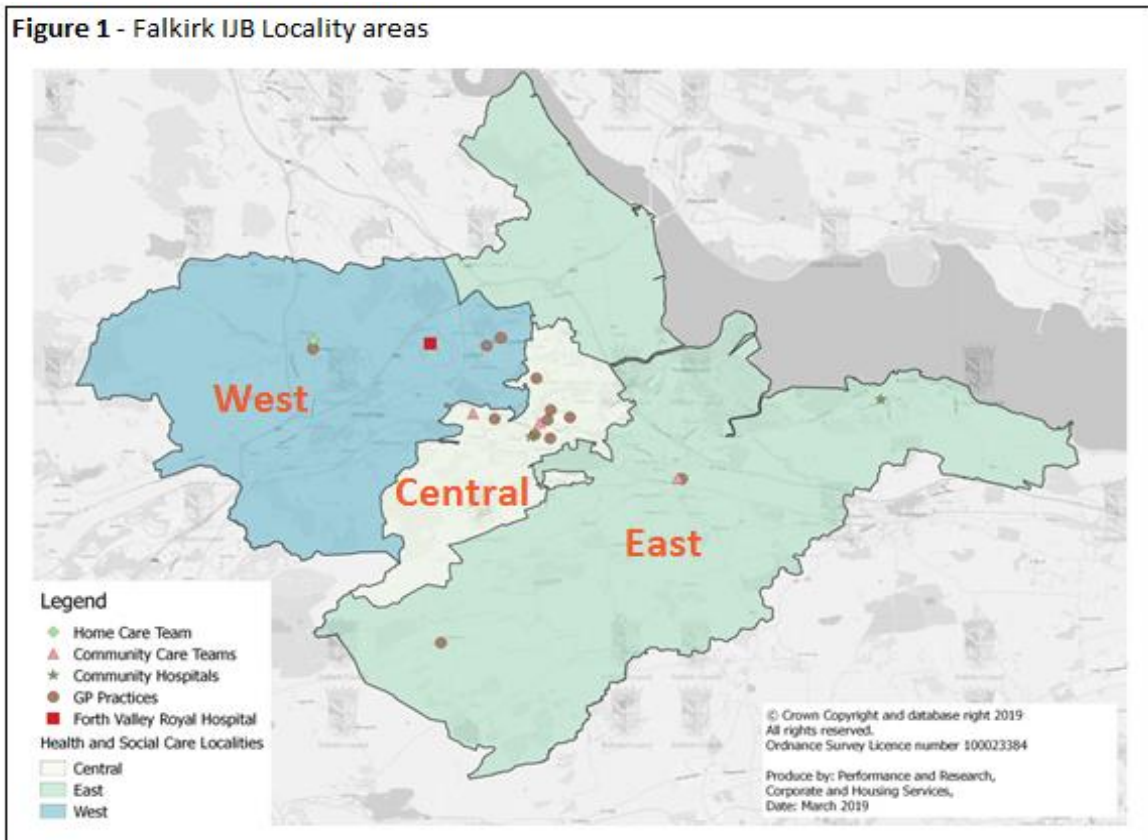 Figure 1 - Falkirk IJB Locality areas
West
Central
East
Legend
Home Care Team
Community Care Teams
Community Hospitals
GP Practices
Forth Valley Royal Hospital
Health and Social Care Localities
Central
East
West
© Crown Copyright and database right 2019
All rights reserved.
Ordnance Survey Licence number 100023384
Produce by: Performance and Research,
Corporate and Housing Services,
Date: March 2019